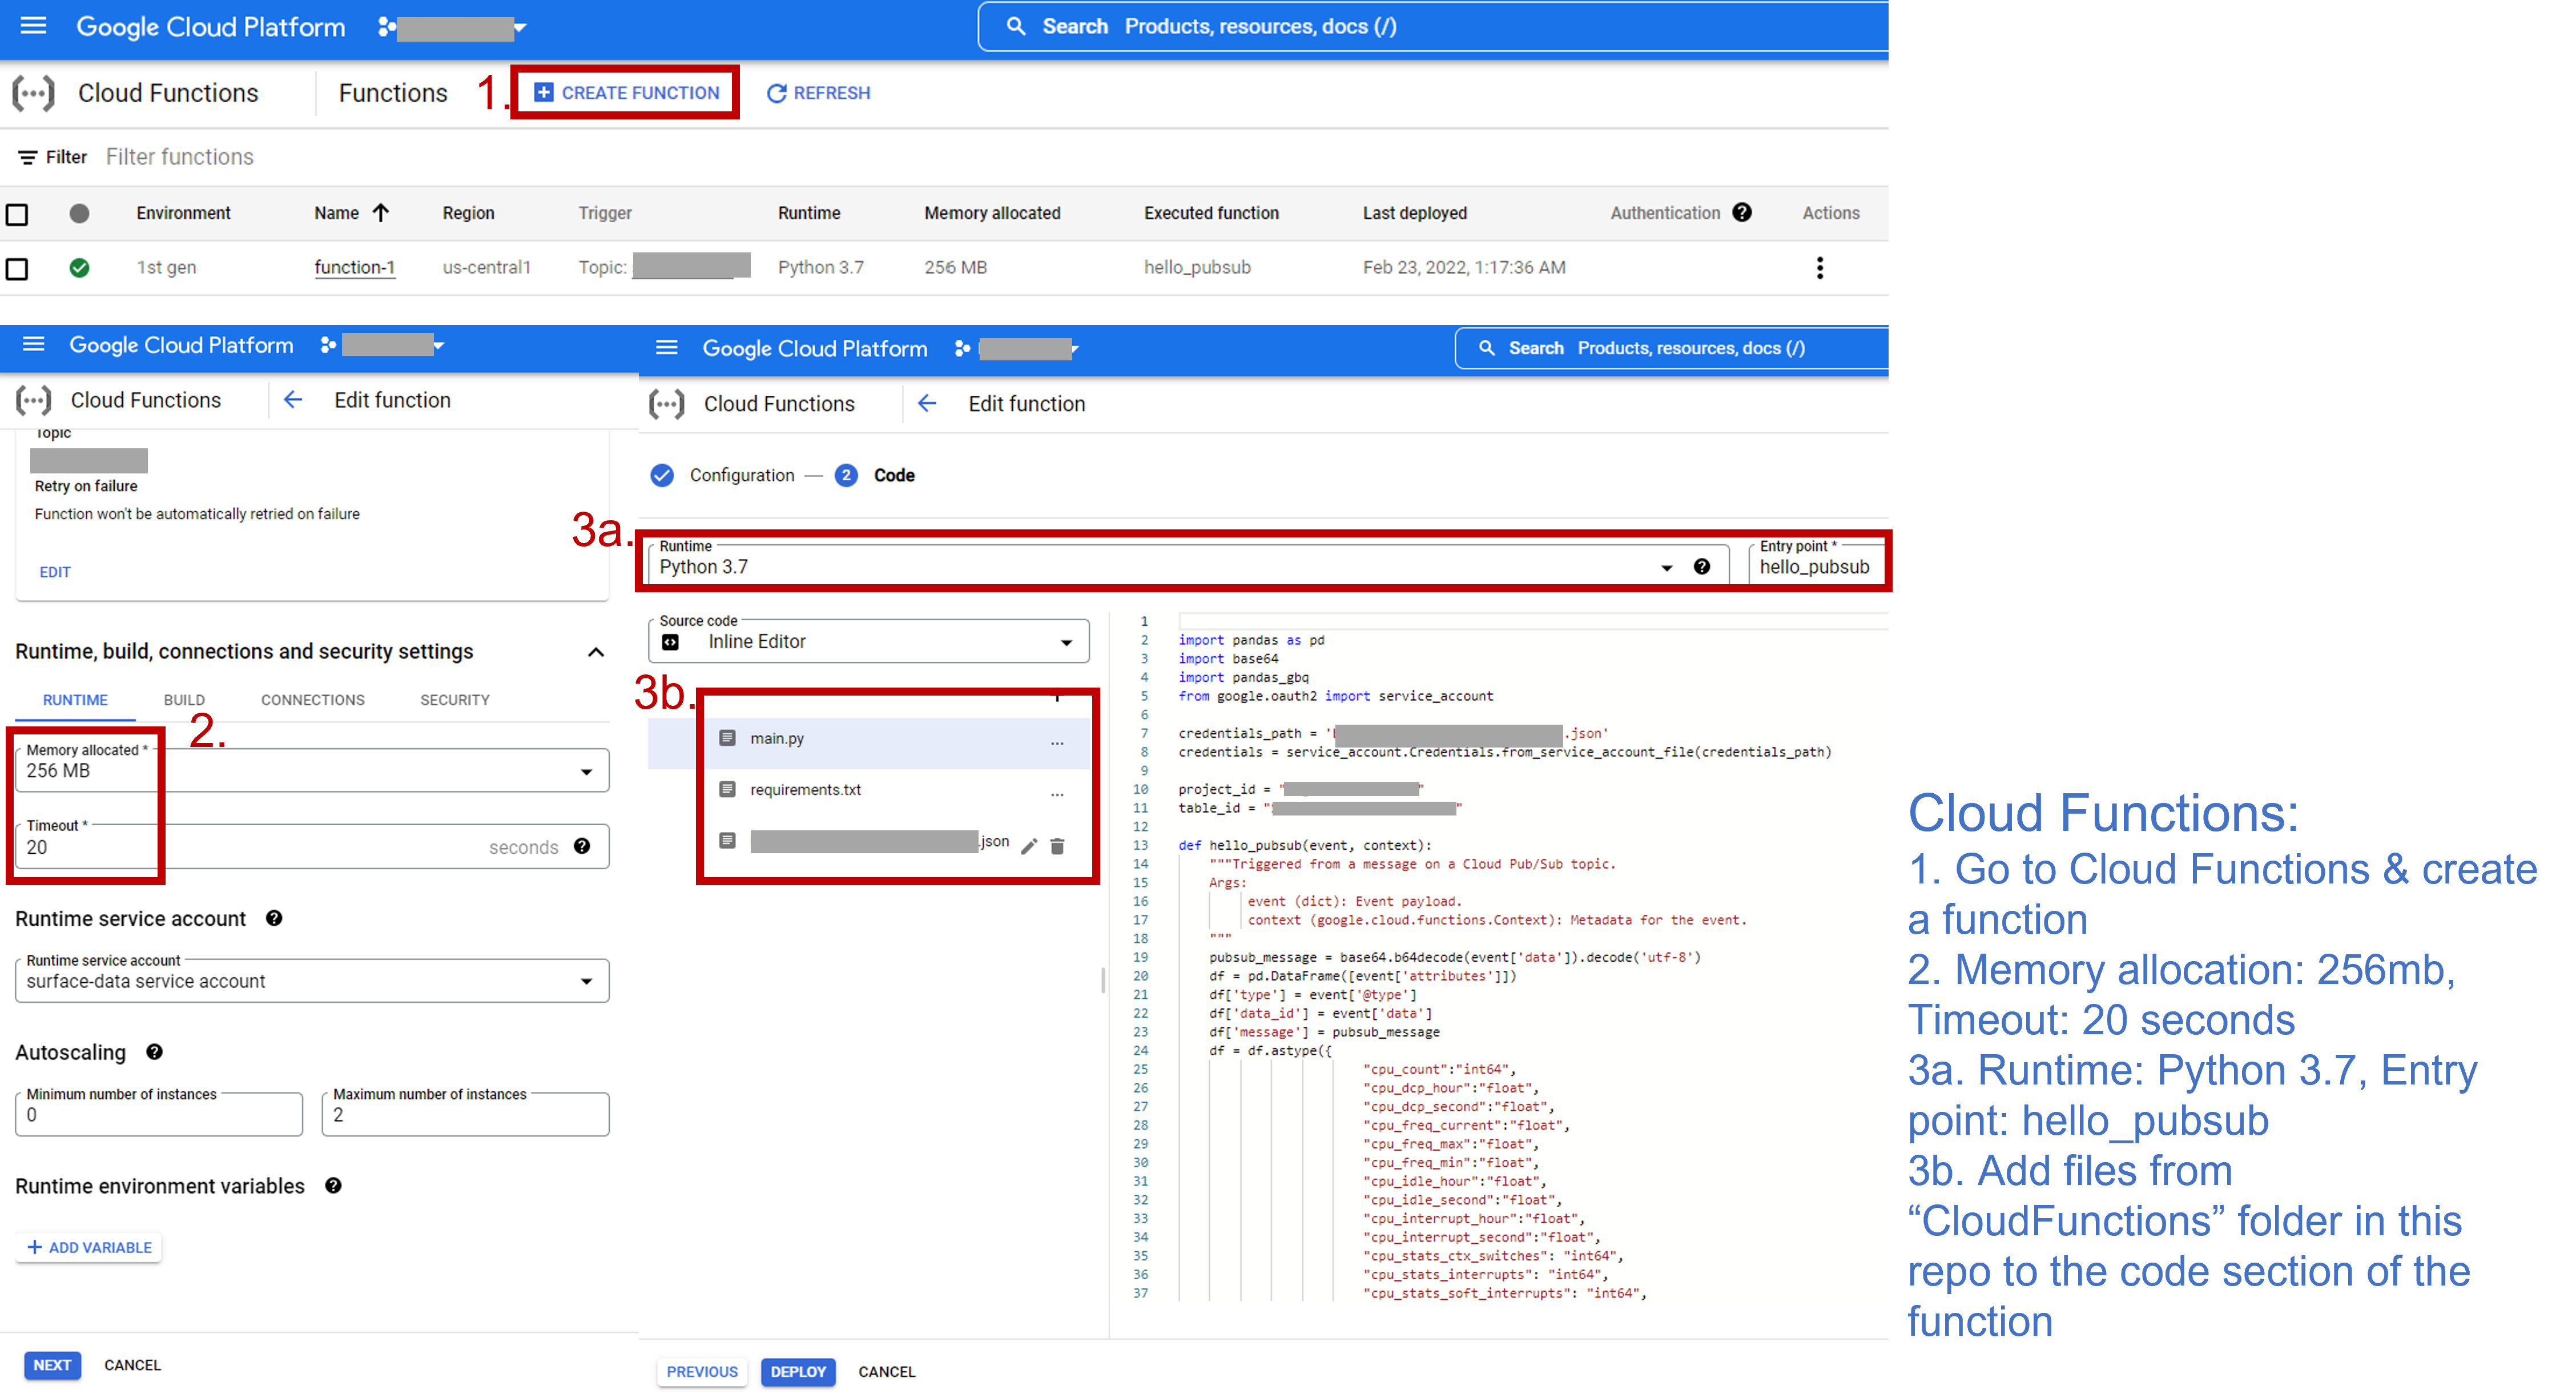 Google Cloud Platform
Search Products, resources, docs (/)
Cloud Functions
Functions
1.
CREATE FUNCTION
REFRESH
Filter Filter functions
Environment Name Region Trigger Runtime Memory allocated Executed function Last deployed Authentication Actions
1st gen function-1 us-central1 Topic: Python 3.7 256 MB hello_pubsub Feb 23, 2022, 1:17:36 AM
Google Cloud Platform
Cloud Functions
Edit function
Topic
Retry on failure
Function won't be automatically retried on failure
EDIT
Runtime, build, connections and security settings
RUNTIME BUILD CONNECTIONS SECURITY
2.
Memory allocated *
256 MB
Timeout *
20 seconds
Runtime service account
Runtime service account
surface-data service account
Autoscaling
Minimum number of instances
0
Maximum number of instances
2
Runtime environment variables
ADD VARIABLE
NEXT CANCEL
Google Cloud Platform
Search Products, resources, docs (/)
Cloud Functions
Edit function
Configuration — 2 Code
3a.
Runtime
Python 3.7
Entry point *
hello_pubsub
Source code
Inline Editor
3b.
main.py ...
requirements.txt ...
.json
1
2 import pandas as pd
3 import base64
4 import pandas_gbq
5 from google.oauth2 import service_account
6
7 credentials_path = ' .json'
8 credentials = service_account.Credentials.from_service_account_file(credentials_path)
9
10 project_id = " "
11 table_id = " "
12
13 def hello_pubsub(event, context):
14 """Triggered from a message on a Cloud Pub/Sub topic.
15 Args:
16 event (dict): Event payload.
17 context (google.cloud.functions.Context): Metadata for the event.
18 """
19 pubsub_message = base64.b64decode(event['data']).decode('utf-8')
20 df = pd.DataFrame([event['attributes']])
21 df['type'] = event['@type']
22 df['data_id'] = event['data']
23 df['message'] = pubsub_message
24 df = df.astype({
25 "cpu_count":"int64",
26 "cpu_dcp_hour":"float",
27 "cpu_dcp_second":"float",
28 "cpu_freq_current":"float",
29 "cpu_freq_max":"float",
30 "cpu_freq_min":"float",
31 "cpu_idle_hour":"float",
32 "cpu_idle_second":"float",
33 "cpu_interrupt_hour":"float",
34 "cpu_interrupt_second":"float",
35 "cpu_stats_ctx_switches": "int64",
36 "cpu_stats_interrupts": "int64",
37 "cpu_stats_soft_interrupts": "int64",
PREVIOUS DEPLOY CANCEL
Cloud Functions:
1. Go to Cloud Functions & create
a function
2. Memory allocation: 256mb,
Timeout: 20 seconds
3a. Runtime: Python 3.7, Entry
point: hello_pubsub
3b. Add files from
“CloudFunctions” folder in this
repo to the code section of the
function